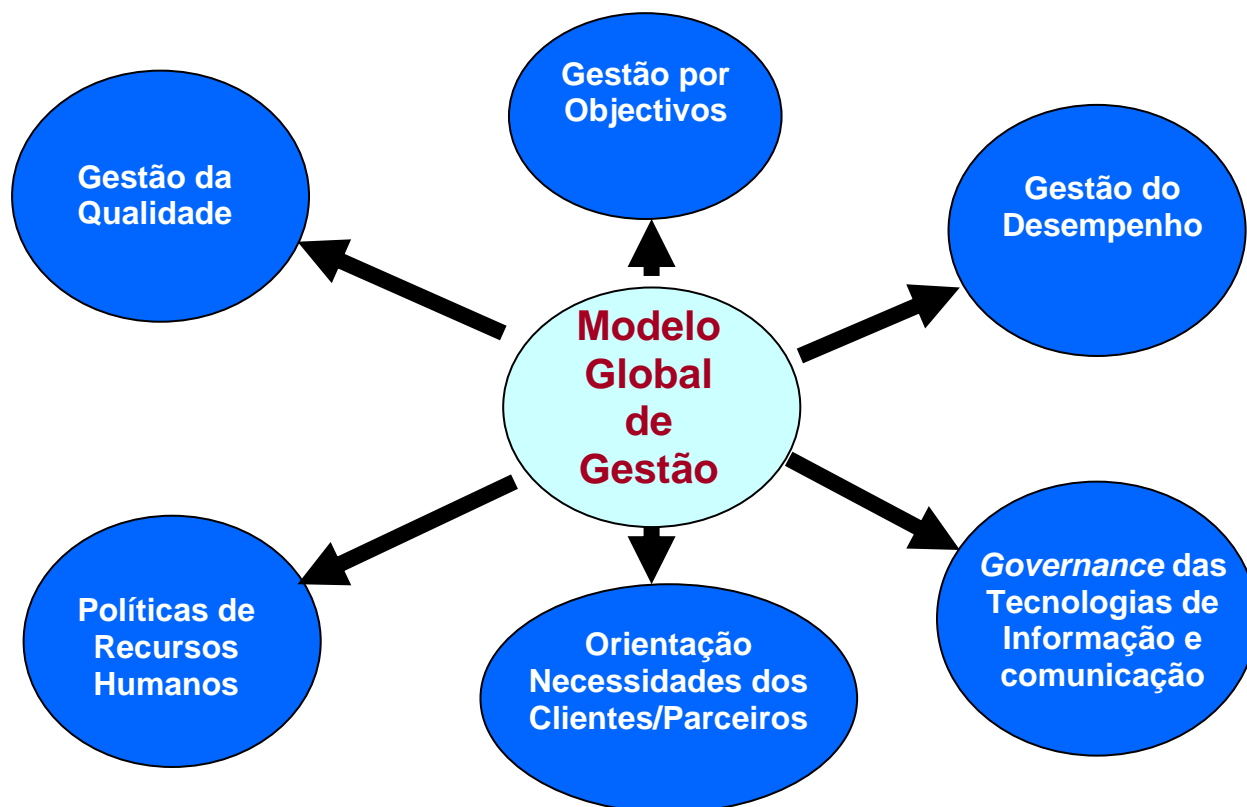 Gestão por
Objectivos
Gestão da
Qualidade
Gestão do
Desempenho
Modelo
Global
de
Gestão
Políticas de
Recursos
Humanos
Orientação
Necessidades dos
Clientes/Parceiros
Governance das
Tecnologias de
Informação e
comunicação